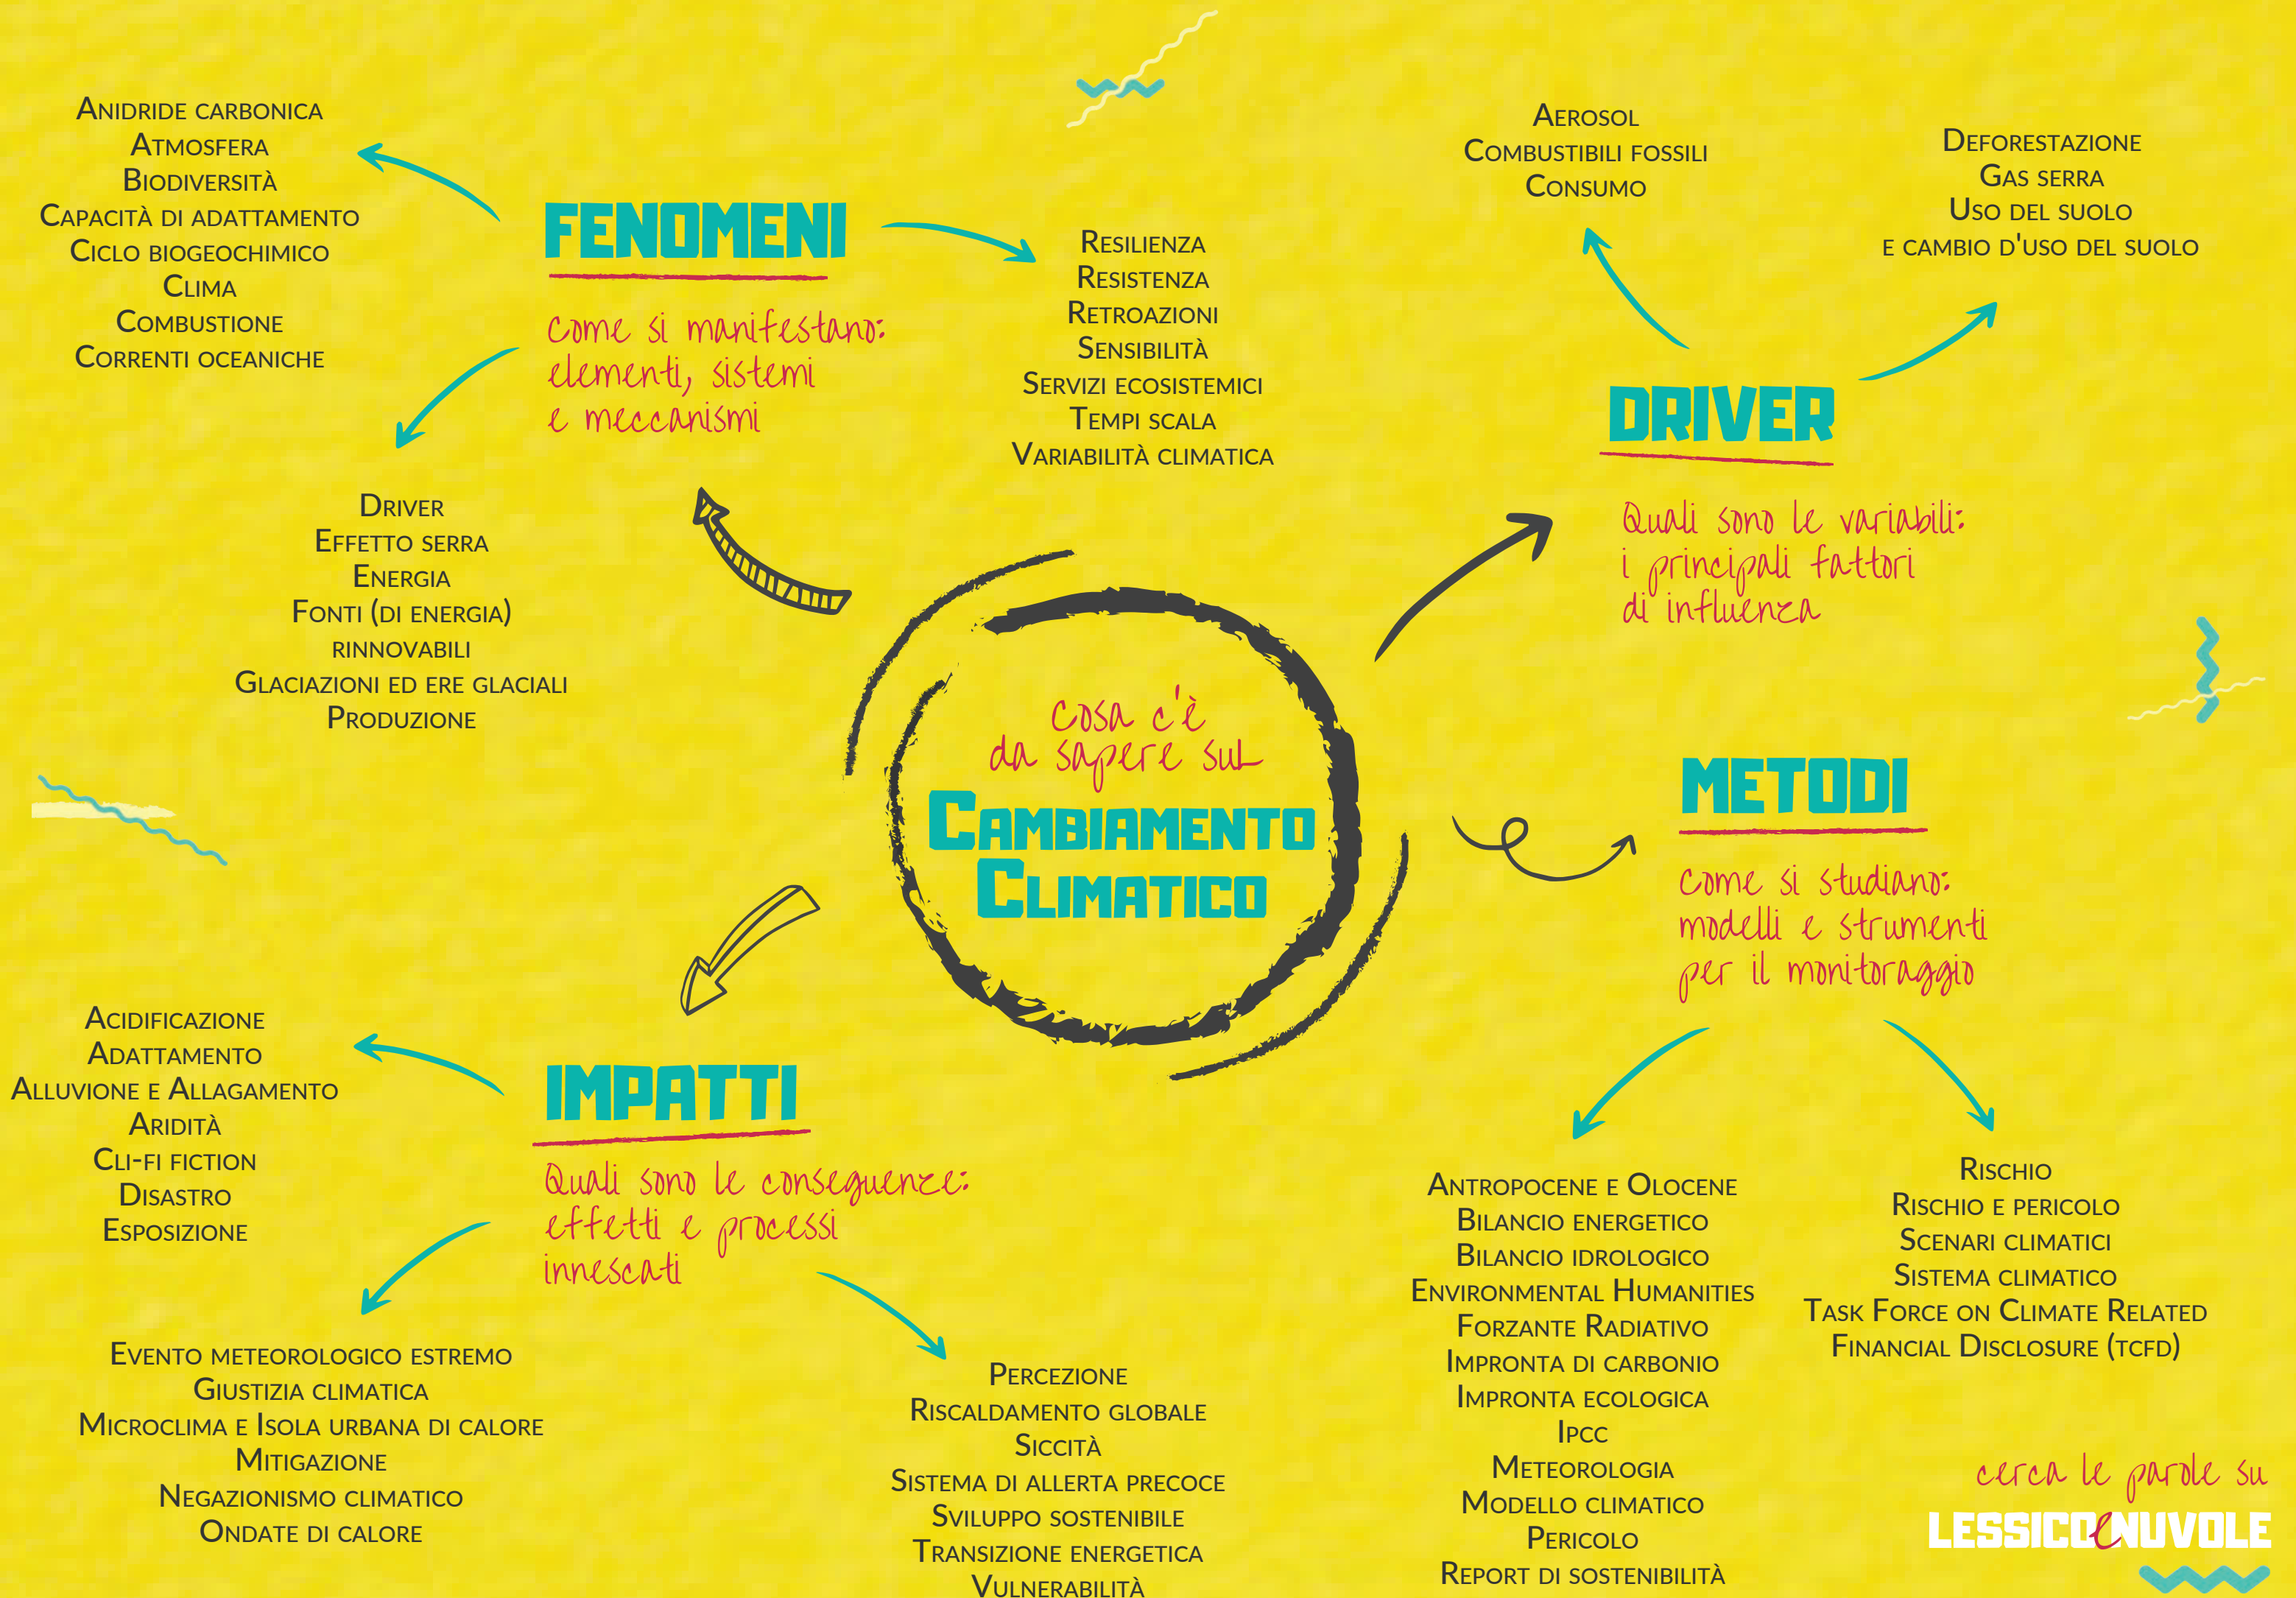 Cosa c'è
da sapere sul
Cambiamento
Climatico
FENOMENI
Come si manifestano:
elementi, sistemi
e meccanismi
Anidride carbonica
Atmosfera
Biodiversità
Capacità di adattamento
Ciclo biogeochimico
Clima
Combustione
Correnti oceaniche
Driver
Effetto serra
Energia
Fonti (di energia)
rinnovabili
Glaciazioni ed ere glaciali
Produzione
Resilienza
Resistenza
Retroazioni
Sensibilità
Servizi ecosistemici
Tempi scala
Variabilità climatica
DRIVER
Quali sono le variabili:
i principali fattori
di influenza
Aerosol
Combustibili fossili
Consumo
Deforestazione
Gas serra
Uso del suolo
e cambio d'uso del suolo
METODI
Come si studiano:
modelli e strumenti
per il monitoraggio
Antropocene e Olocene
Bilancio energetico
Bilancio idrologico
Environmental Humanities
Forzante Radiativo
Impronta di carbonio
Impronta ecologica
Ipcc
Meteorologia
Modello climatico
Pericolo
Report di sostenibilità
Rischio
Rischio e pericolo
Scenari climatici
Sistema climatico
Task Force on Climate Related
Financial Disclosure (tcfd)
IMPATTI
Quali sono le conseguenze:
effetti e processi
innescati
Acidificazione
Adattamento
Alluvione e Allagamento
Aridità
Cli-fi fiction
Disastro
Esposizione
Evento meteorologico estremo
Giustizia climatica
Microclima e Isola urbana di calore
Mitigazione
Negazionismo climatico
Ondate di calore
Percezione
Riscaldamento globale
Siccità
Sistema di allerta precoce
Sviluppo sostenibile
Transizione energetica
Vulnerabilità
cerca le parole su
LESSICO e NUVOLE